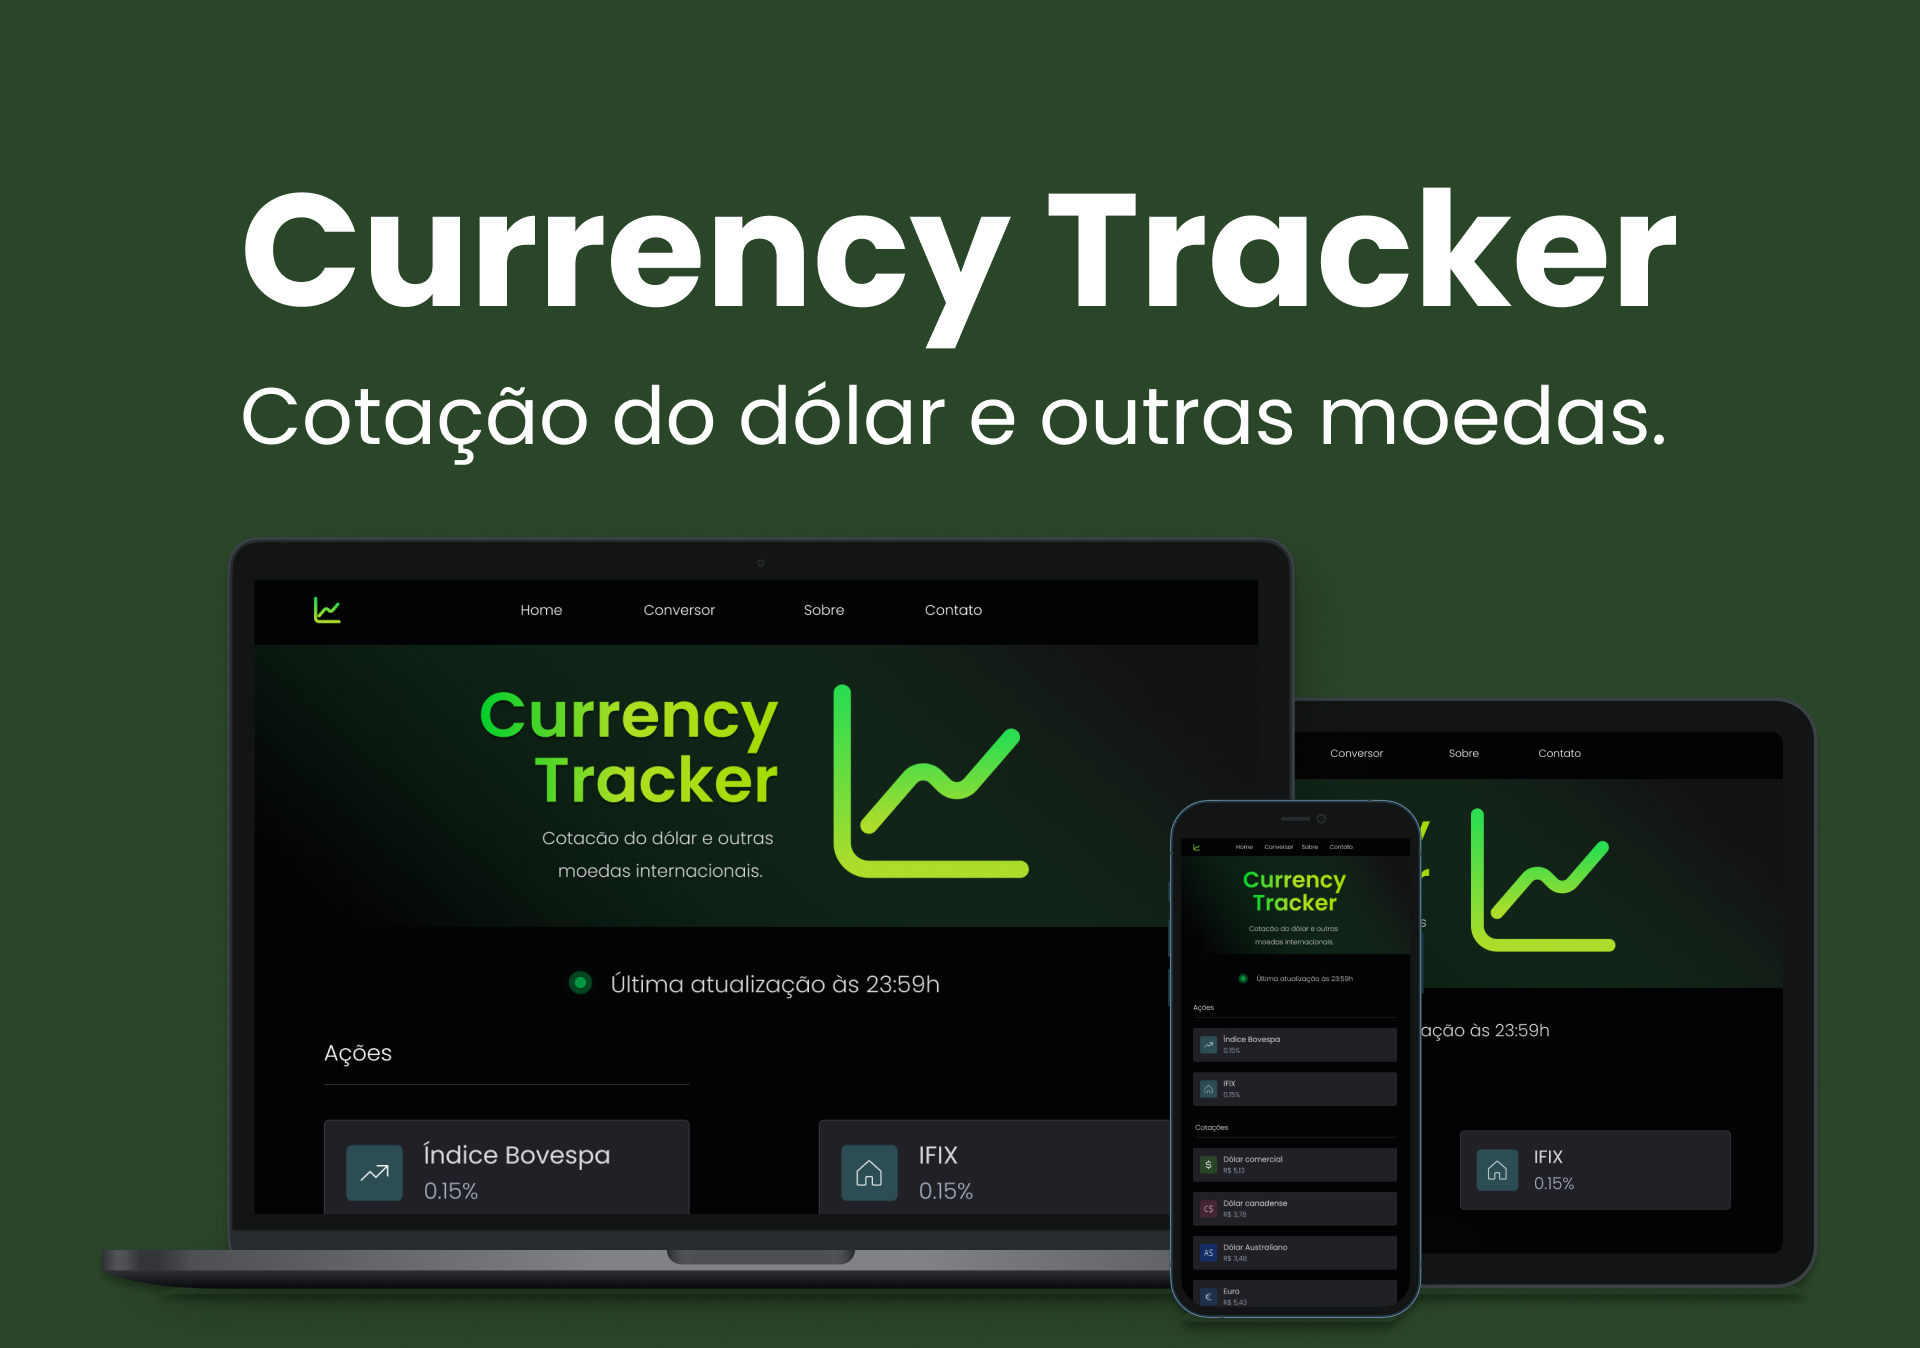 Currency Tracker
Cotação do dólar e outras moedas.
Home Conversor Sobre Contato
Currency
Tracker
Cotacão do dólar e outras
moedas internacionais.
Última atualização às 23:59h
Ações
Índice Bovespa
0.15%
IFIX
0.15%
Home Conversor Sobre Contato
Currency
Tracker
Cotacão do dólar e outros
moedas internacionais.
Última atualização às 23:59h
Ações
Índice Bovespa
0.15%
IFIX
0.15%
Cotações
$
Dólar comercial
R$ 5,13
C$
Dólar canadense
R$ 3,78
A$
Dólar Australiano
R$ 3,48
€
Euro
R$ 5,43
Conversor Sobre Contato
y
r
s
ação às 23:59h
IFIX
0.15%